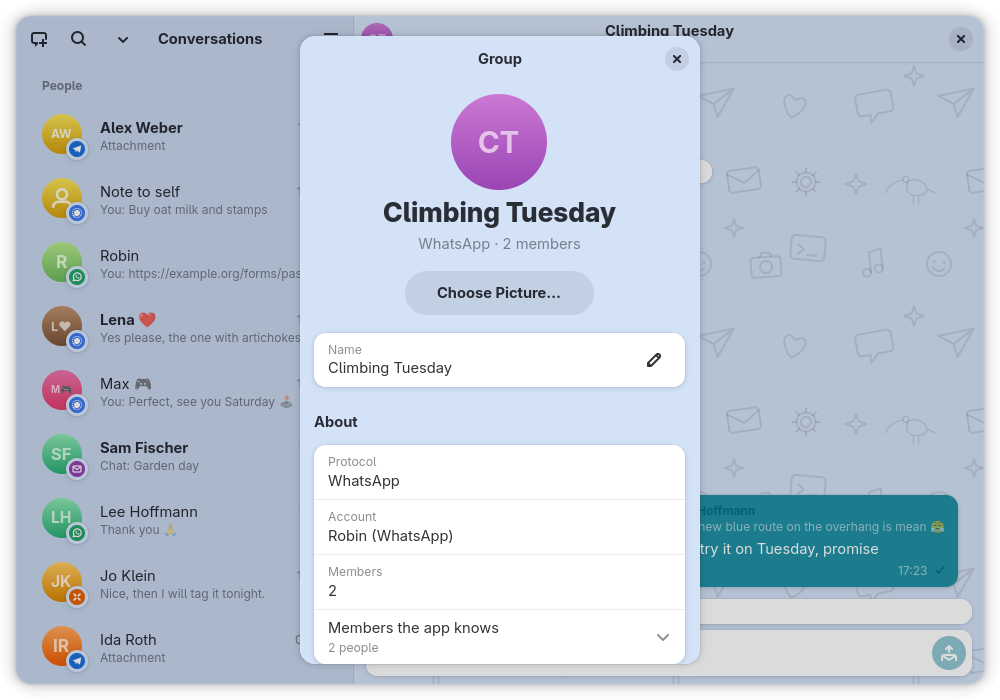 Conversations
Climbing Tuesday
People
AW
Alex Weber
Attachment
Note to self
You: Buy oat milk and stamps
R
Robin
You: https://example.org/forms/pas
L❤
Lena ❤️
Yes please, the one with artichokes
M🎮
Max 🎮
You: Perfect, see you Saturday 🕹️
SF
Sam Fischer
Chat: Garden day
LH
Lee Hoffmann
Thank you 🙏
JK
Jo Klein
Nice, then I will tag it tonight.
IR
Ida Roth
Attachment
Group
CT
Climbing Tuesday
WhatsApp · 2 members
Choose Picture…
Name
Climbing Tuesday
About
Protocol
WhatsApp
Account
Robin (WhatsApp)
Members
2
Members the app knows
2 people
Hoffmann
new blue route on the overhang is mean 😤
try it on Tuesday, promise
17:23 ✓